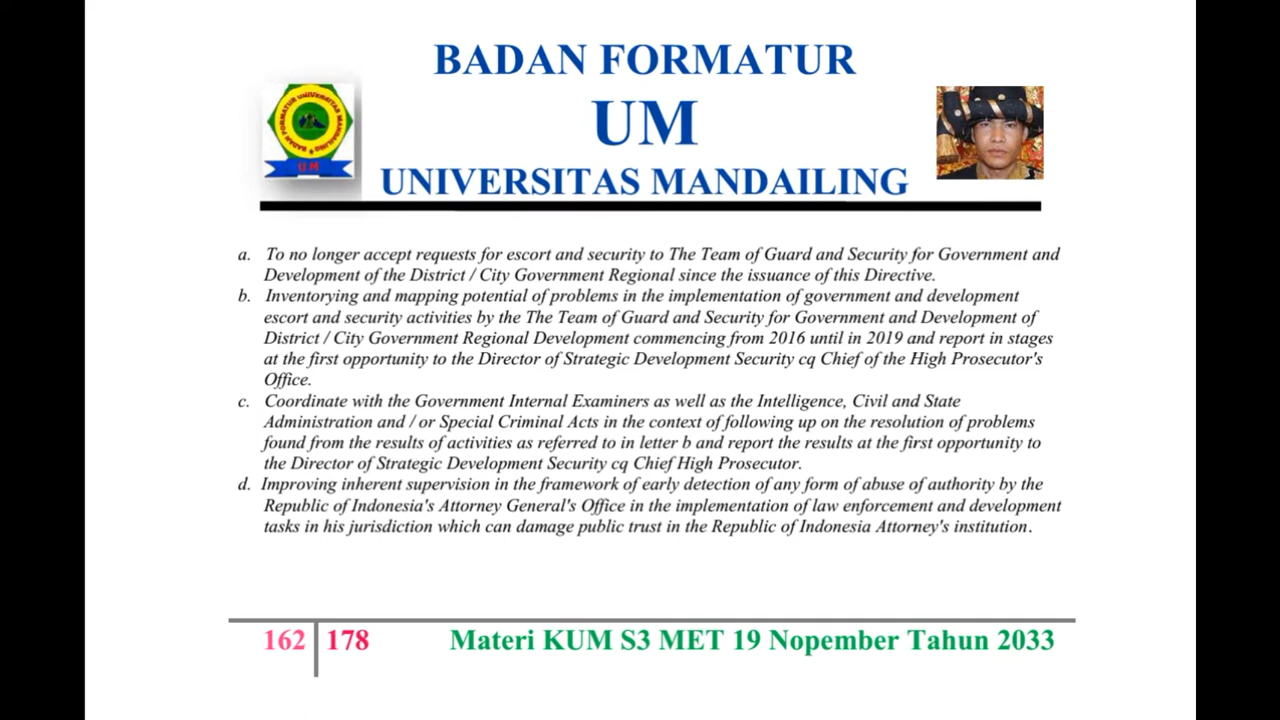 BADAN FORMATUR
UM
UNIVERSITAS MANDAILING
BADAN FORMATUR UNIVERSITAS MANDAILING
U M
a. To no longer accept requests for escort and security to The Team of Guard and Security for Government and
Development of the District / City Government Regional since the issuance of this Directive.
b. Inventorying and mapping potential of problems in the implementation of government and development
escort and security activities by the The Team of Guard and Security for Government and Development of
District / City Government Regional Development commencing from 2016 until in 2019 and report in stages
at the first opportunity to the Director of Strategic Development Security cq Chief of the High Prosecutor's
Office.
c. Coordinate with the Government Internal Examiners as well as the Intelligence, Civil and State
Administration and / or Special Criminal Acts in the context of following up on the resolution of problems
found from the results of activities as referred to in letter b and report the results at the first opportunity to
the Director of Strategic Development Security cq Chief High Prosecutor.
d. Improving inherent supervision in the framework of early detection of any form of abuse of authority by the
Republic of Indonesia's Attorney General's Office in the implementation of law enforcement and development
tasks in his jurisdiction which can damage public trust in the Republic of Indonesia Attorney's institution.
162 178 Materi KUM S3 MET 19 Nopember Tahun 2033